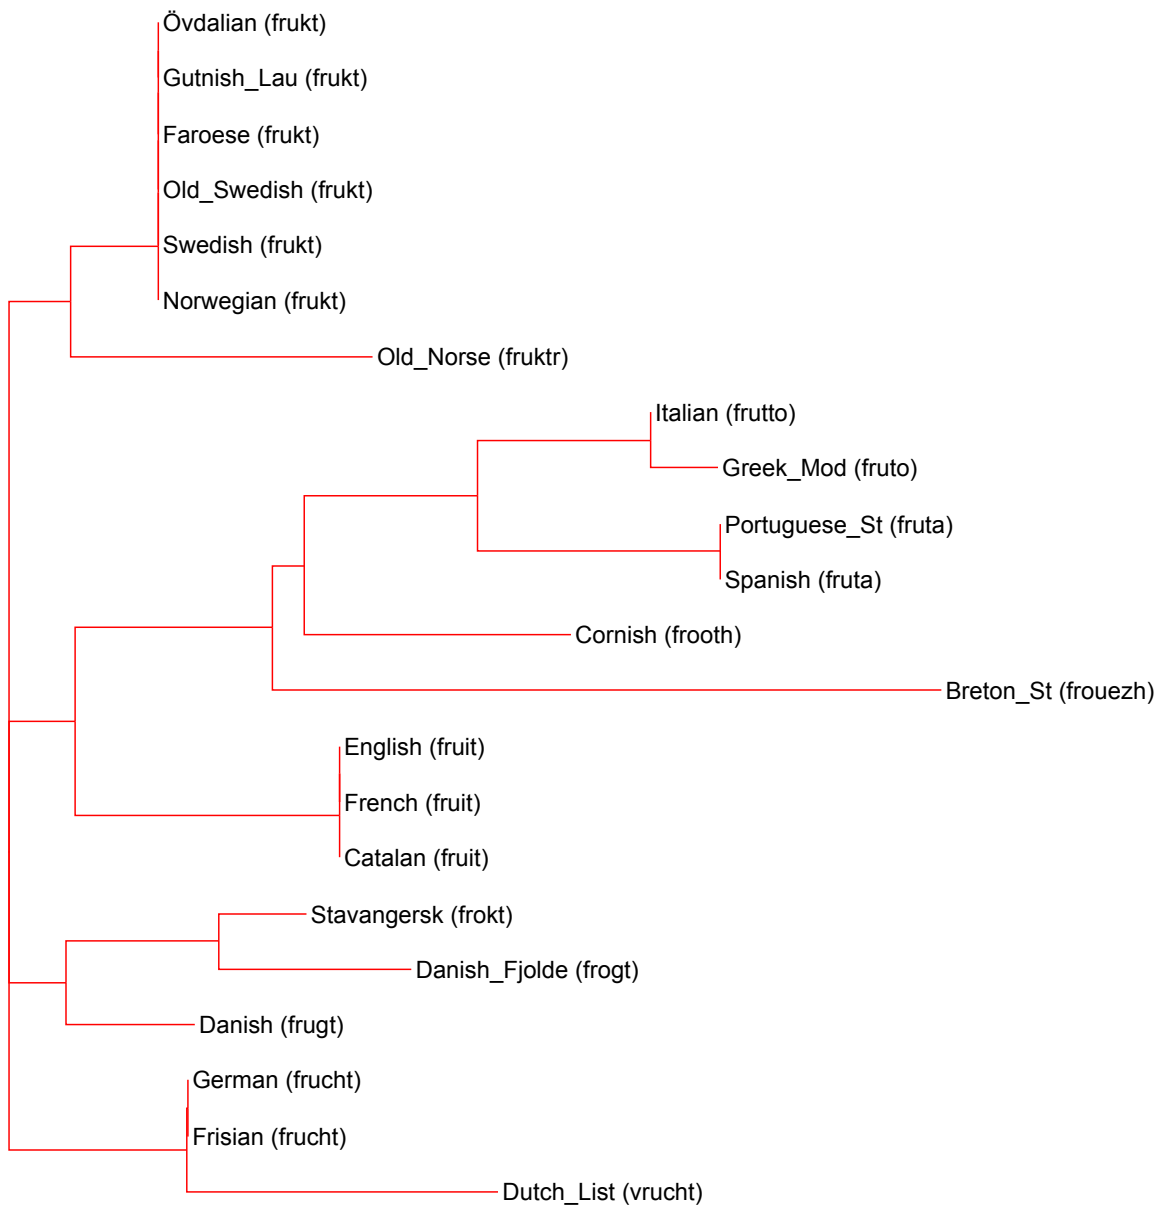 Övdalian (frukt)
Gutnish_Lau (frukt)
Faroese (frukt)
Old_Swedish (frukt)
Swedish (frukt)
Norwegian (frukt)
Old_Norse (fruktr)
Italian (frutto)
Greek_Mod (fruto)
Portuguese_St (fruta)
Spanish (fruta)
Cornish (frooth)
Breton_St (frouezh)
English (fruit)
French (fruit)
Catalan (fruit)
Stavangersk (frokt)
Danish_Fjolde (frogt)
Danish (frugt)
German (frucht)
Frisian (frucht)
Dutch_List (vrucht)